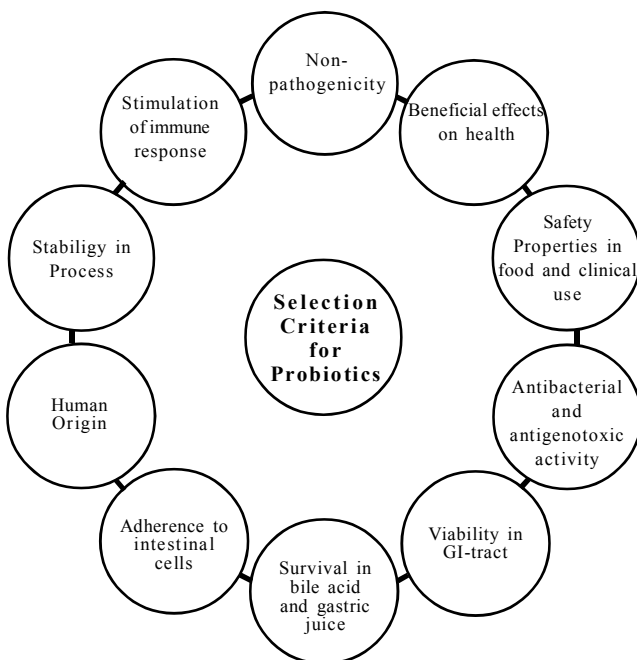 Non-
pathogenicity
Beneficial effects
on health
Safety
Properties in
food and clinical
use
Antibacterial
and
antigenotoxic
activity
Viability in
GI-tract
Survival in
bile acid
and gastric
juice
Adherence to
intestinal
cells
Human
Origin
Stabiligy in
Process
Stimulation
of immune
response
Selection
Criteria
for
Probiotics